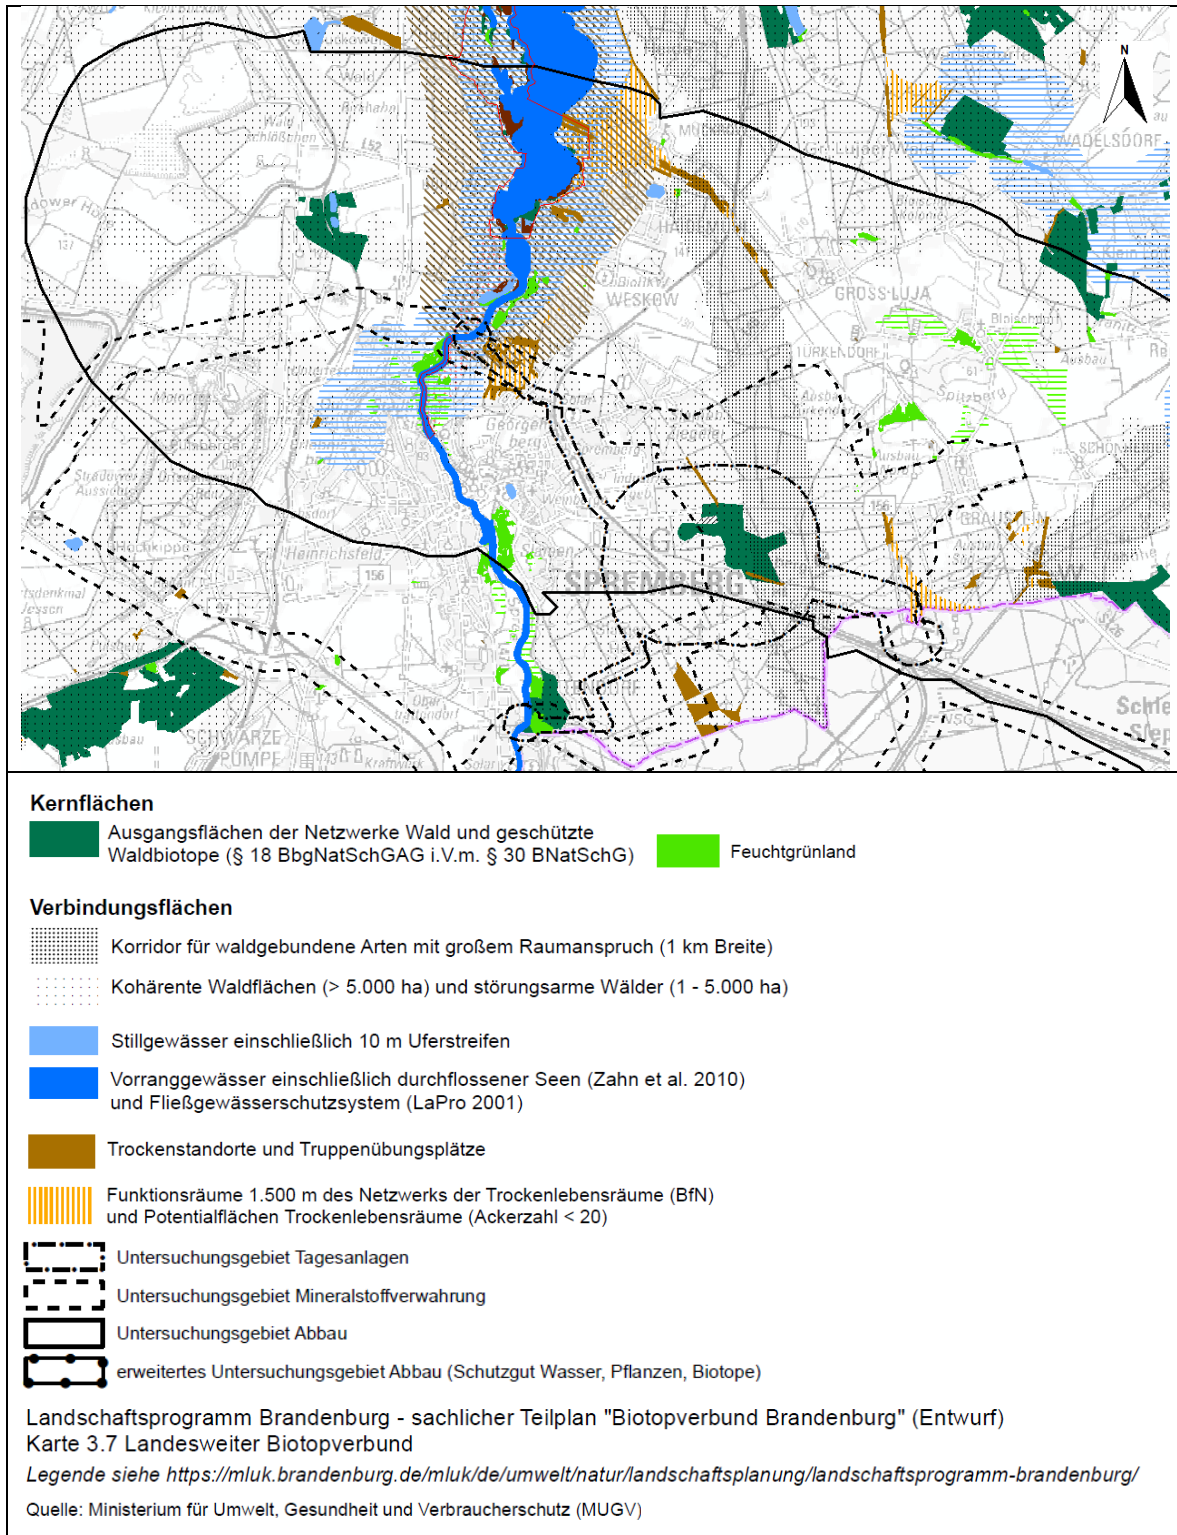 N
WADELSDORF
WESKOW
GROSS-LUJA
TÜRKENDORF
Spitzberg
Ausbau
Georgenberg
GRAUSTEIN
Heinrichsfeld
156
156
SPREMBERG
SCHWARZE
PUMPE
Kraftwerk
NSG
Schle
Kernflächen
Ausgangsflächen der Netzwerke Wald und geschützte
Waldbiotope (§ 18 BbgNatSchGAG i.V.m. § 30 BNatSchG)
Feuchtgrünland
Verbindungsflächen
Korridor für waldgebundene Arten mit großem Raumanspruch (1 km Breite)
Kohärente Waldflächen (> 5.000 ha) und störungsarme Wälder (1 - 5.000 ha)
Stillgewässer einschließlich 10 m Uferstreifen
Vorranggewässer einschließlich durchflossener Seen (Zahn et al. 2010)
und Fließgewässerschutzsystem (LaPro 2001)
Trockenstandorte und Truppenübungsplätze
Funktionsräume 1.500 m des Netzwerks der Trockenlebensräume (BfN)
und Potentialflächen Trockenlebensräume (Ackerzahl < 20)
Untersuchungsgebiet Tagesanlagen
Untersuchungsgebiet Mineralstoffverwahrung
Untersuchungsgebiet Abbau
erweitertes Untersuchungsgebiet Abbau (Schutzgut Wasser, Pflanzen, Biotope)
Landschaftsprogramm Brandenburg - sachlicher Teilplan "Biotopverbund Brandenburg" (Entwurf)
Karte 3.7 Landesweiter Biotopverbund
Legende siehe https://mluk.brandenburg.de/mluk/de/umwelt/natur/landschaftsplanung/landschaftsprogramm-brandenburg/
Quelle: Ministerium für Umwelt, Gesundheit und Verbraucherschutz (MUGV)